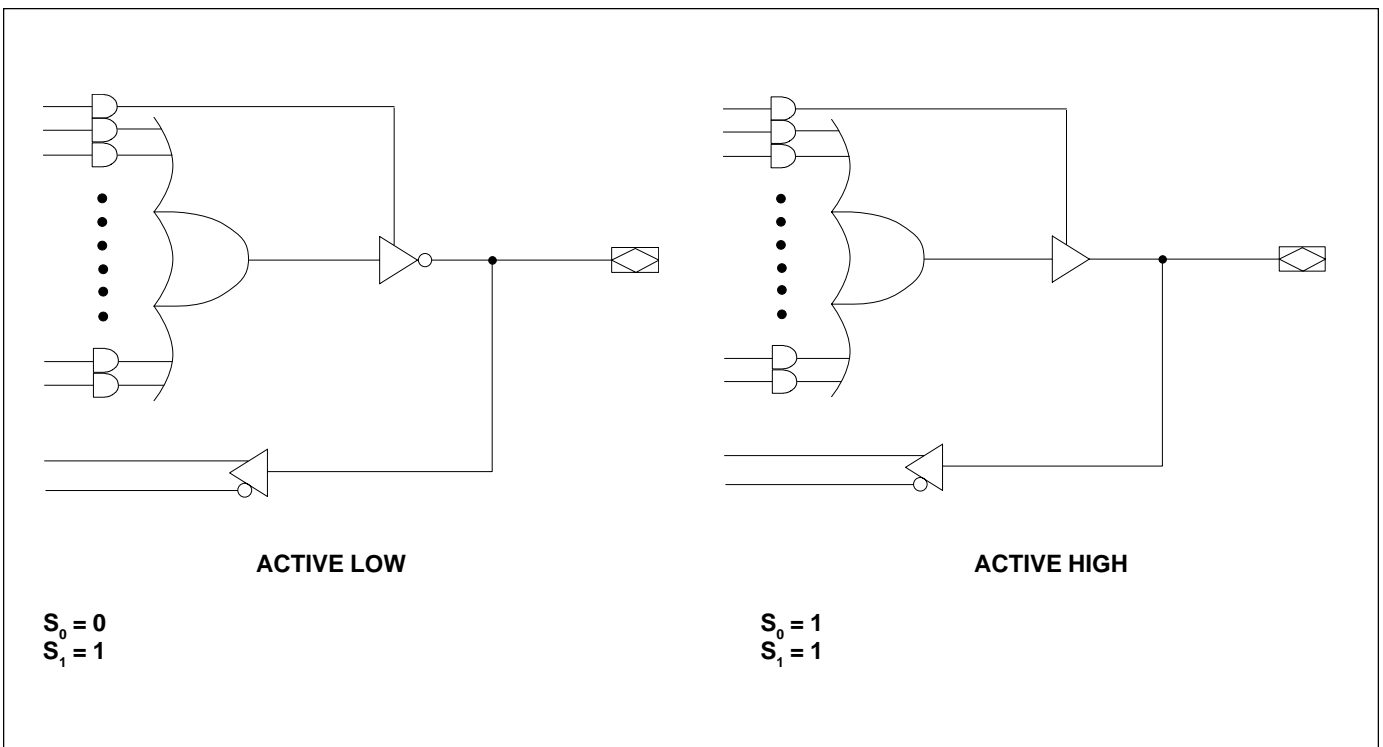 ACTIVE LOW
ACTIVE HIGH
S₀ = 0
S₁ = 1
S₀ = 1
S₁ = 1